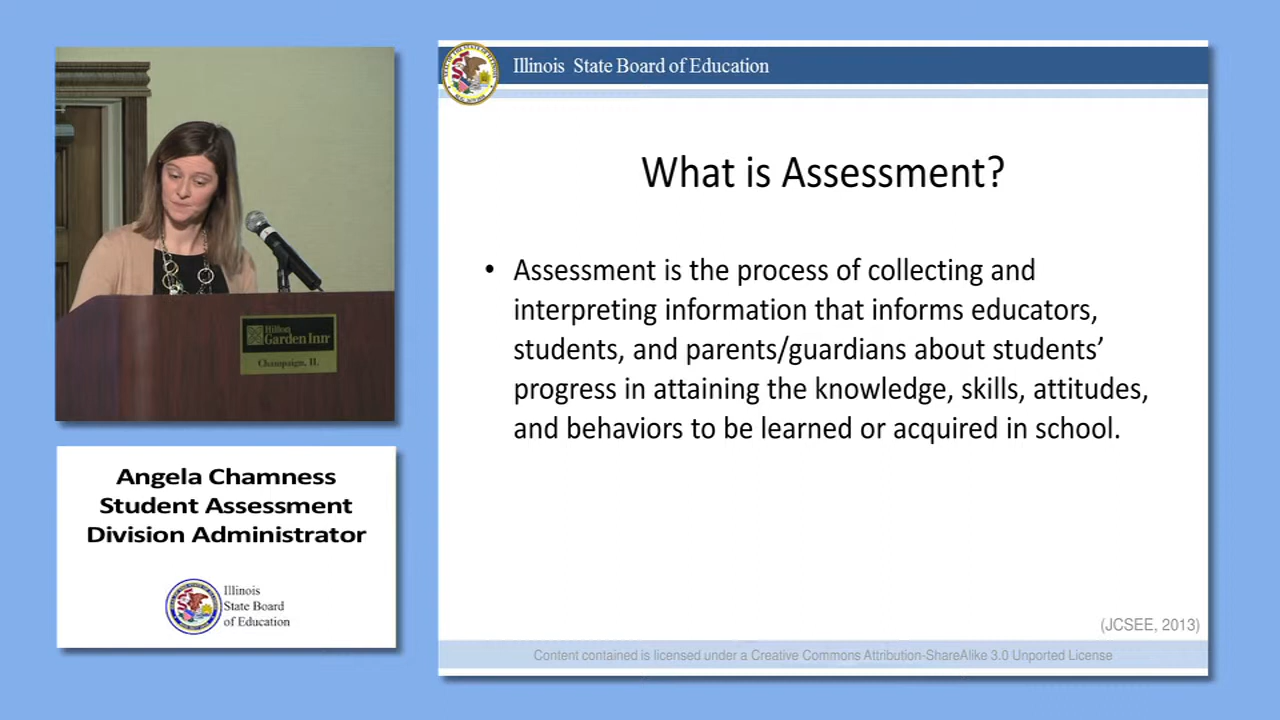 Illinois State Board of Education
What is Assessment?
• Assessment is the process of collecting and
interpreting information that informs educators,
students, and parents/guardians about students’
progress in attaining the knowledge, skills, attitudes,
and behaviors to be learned or acquired in school.
(JCSEE, 2013)
Content contained is licensed under a Creative Commons Attribution-ShareAlike 3.0 Unported License
Hilton
Garden Inn
Champaign, IL
Angela Chamness
Student Assessment
Division Administrator
Illinois
State Board
of Education